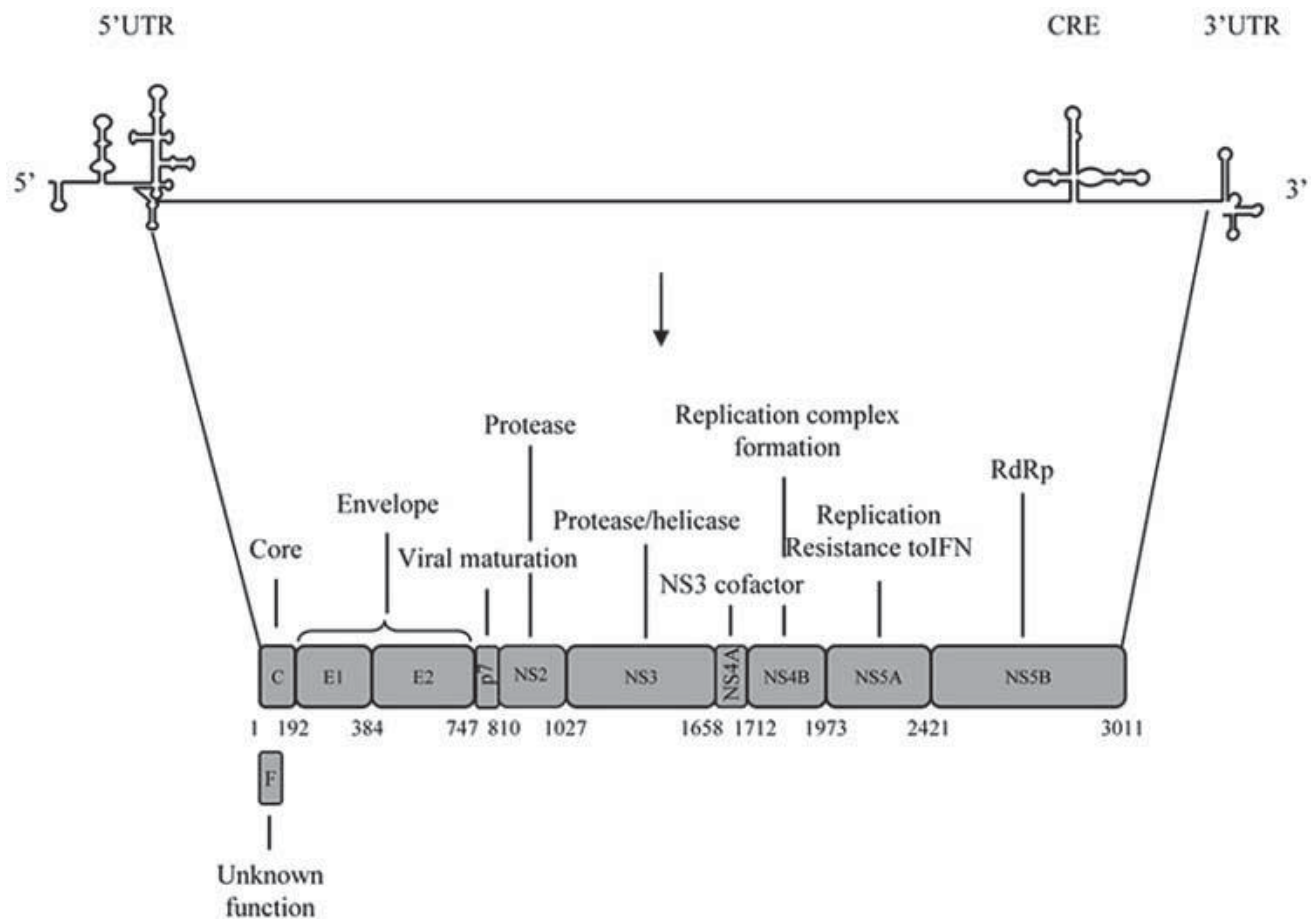 5’UTR
CRE
3’UTR
5’
3’
Protease
Replication complex
formation
RdRp
Envelope
Protease/helicase
Replication
Resistance toIFN
Core
Viral maturation
NS3 cofactor
C
E1
E2
p7
NS2
NS3
NS4A
NS4B
NS5A
NS5B
1
192
384
747
810
1027
1658
1712
1973
2421
3011
F
Unknown
function